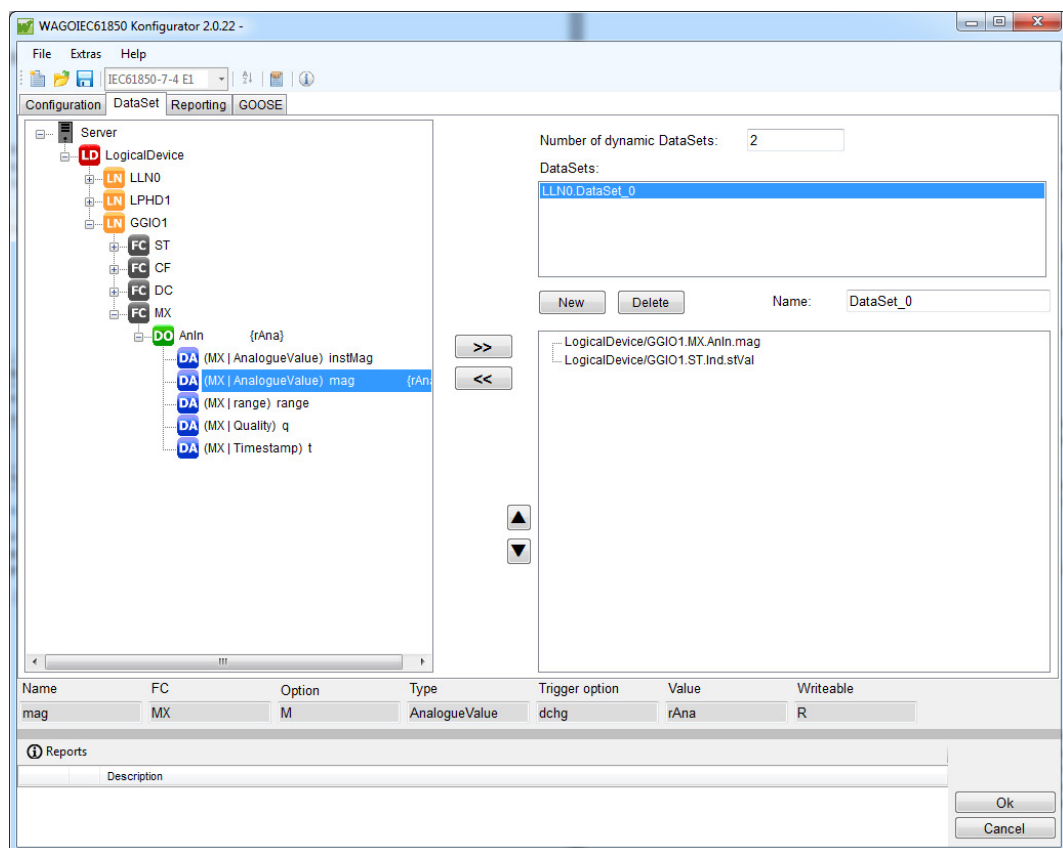 WAGOIEC61850 Konfigurator 2.0.22 -
File Extras Help
IEC61850-7-4 E1
Configuration DataSet Reporting GOOSE
Server
LD LogicalDevice
LN LLN0
LN LPHD1
LN GGIO1
FC ST
FC CF
FC DC
FC MX
DO AnIn {rAna}
DA (MX | AnalogueValue) instMag
DA (MX | AnalogueValue) mag {rAna
DA (MX | range) range
DA (MX | Quality) q
DA (MX | Timestamp) t
>>
<<
Number of dynamic DataSets: 2
DataSets:
LLN0.DataSet_0
New Delete Name: DataSet_0
LogicalDevice/GGIO1.MX.AnIn.mag
LogicalDevice/GGIO1.ST.Ind.stVal
Name FC Option Type Trigger option Value Writeable
mag MX M AnalogueValue dchg rAna R
Reports
Description
Ok
Cancel